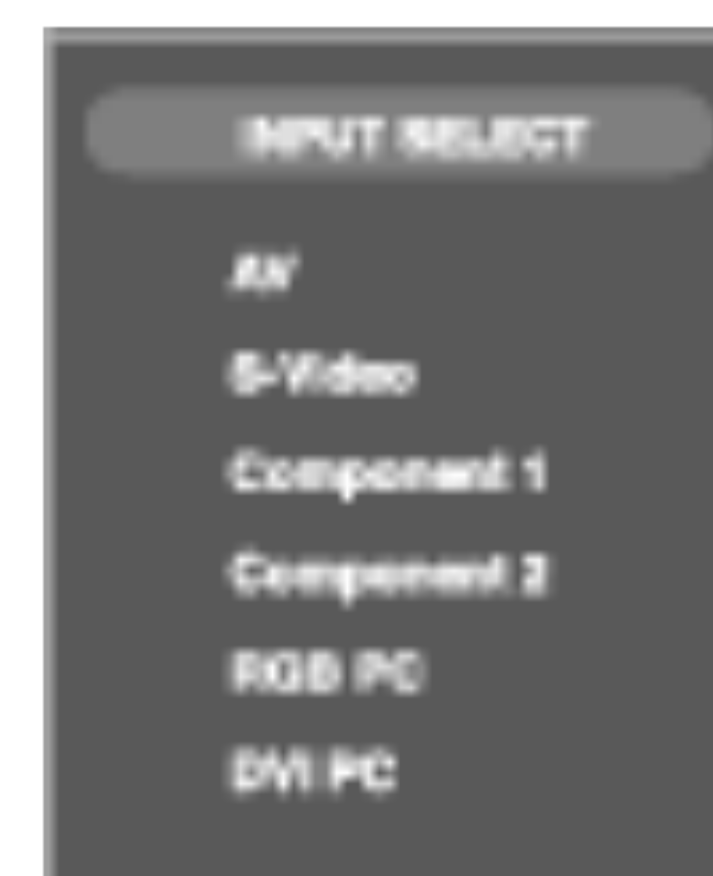 INPUT SELECT
AV
S-Video
Component 1
Component 2
RGB PC
DVI PC